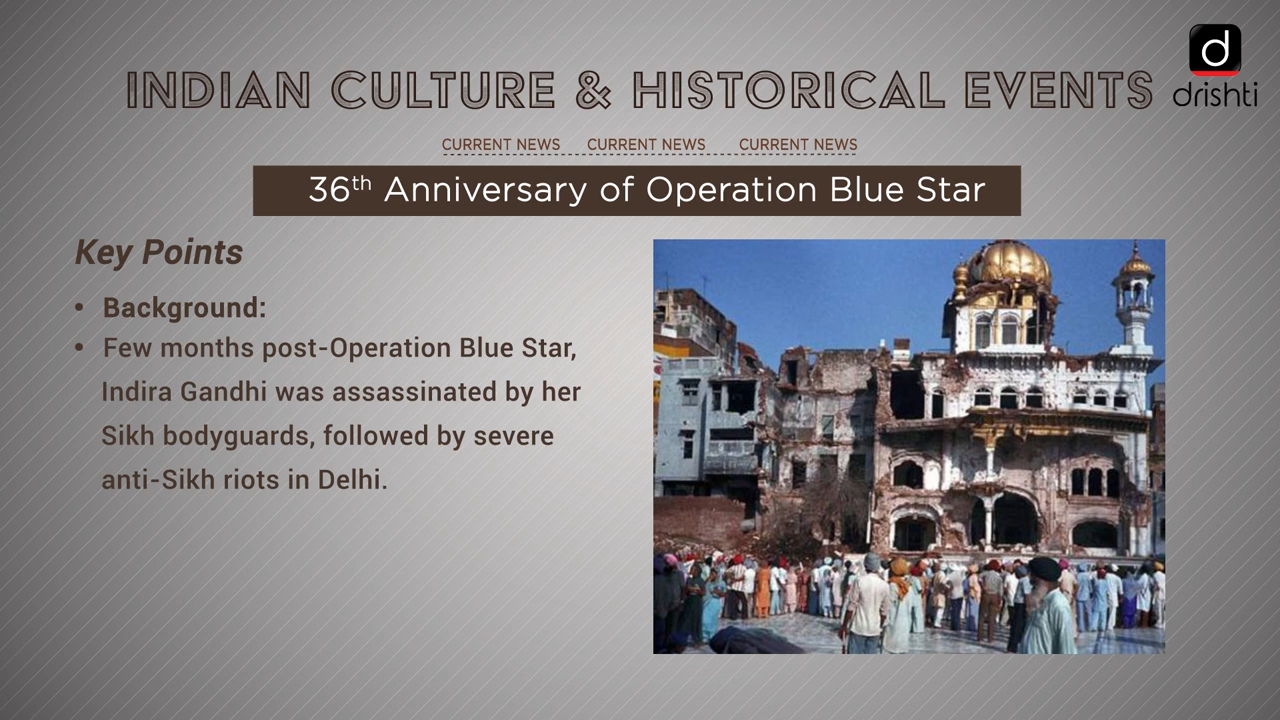 INDIAN CULTURE & HISTORICAL EVENTS
d
drishti
CURRENT NEWS CURRENT NEWS CURRENT NEWS
36th Anniversary of Operation Blue Star
Key Points
• Background:
• Few months post-Operation Blue Star,
Indira Gandhi was assassinated by her
Sikh bodyguards, followed by severe
anti-Sikh riots in Delhi.